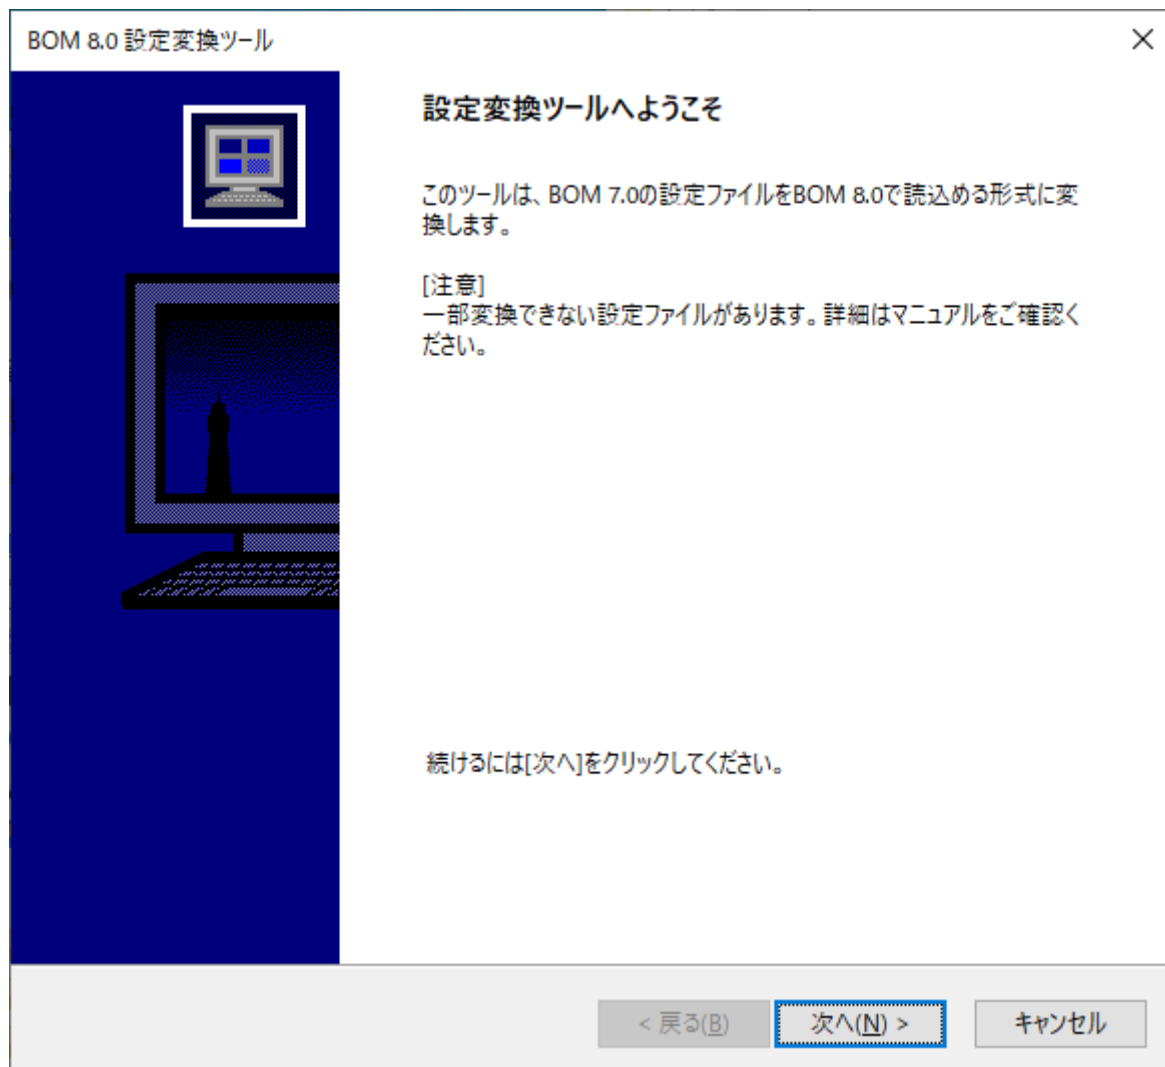 BOM 8.0 設定変換ツール
設定変換ツールへようこそ
このツールは、BOM 7.0の設定ファイルをBOM 8.0で読込める形式に変
換します。
[注意]
一部変換できない設定ファイルがあります。詳細はマニュアルをご確認く
ださい。
続けるには[次へ]をクリックしてください。
< 戻る(B)
次へ(N) >
キャンセル